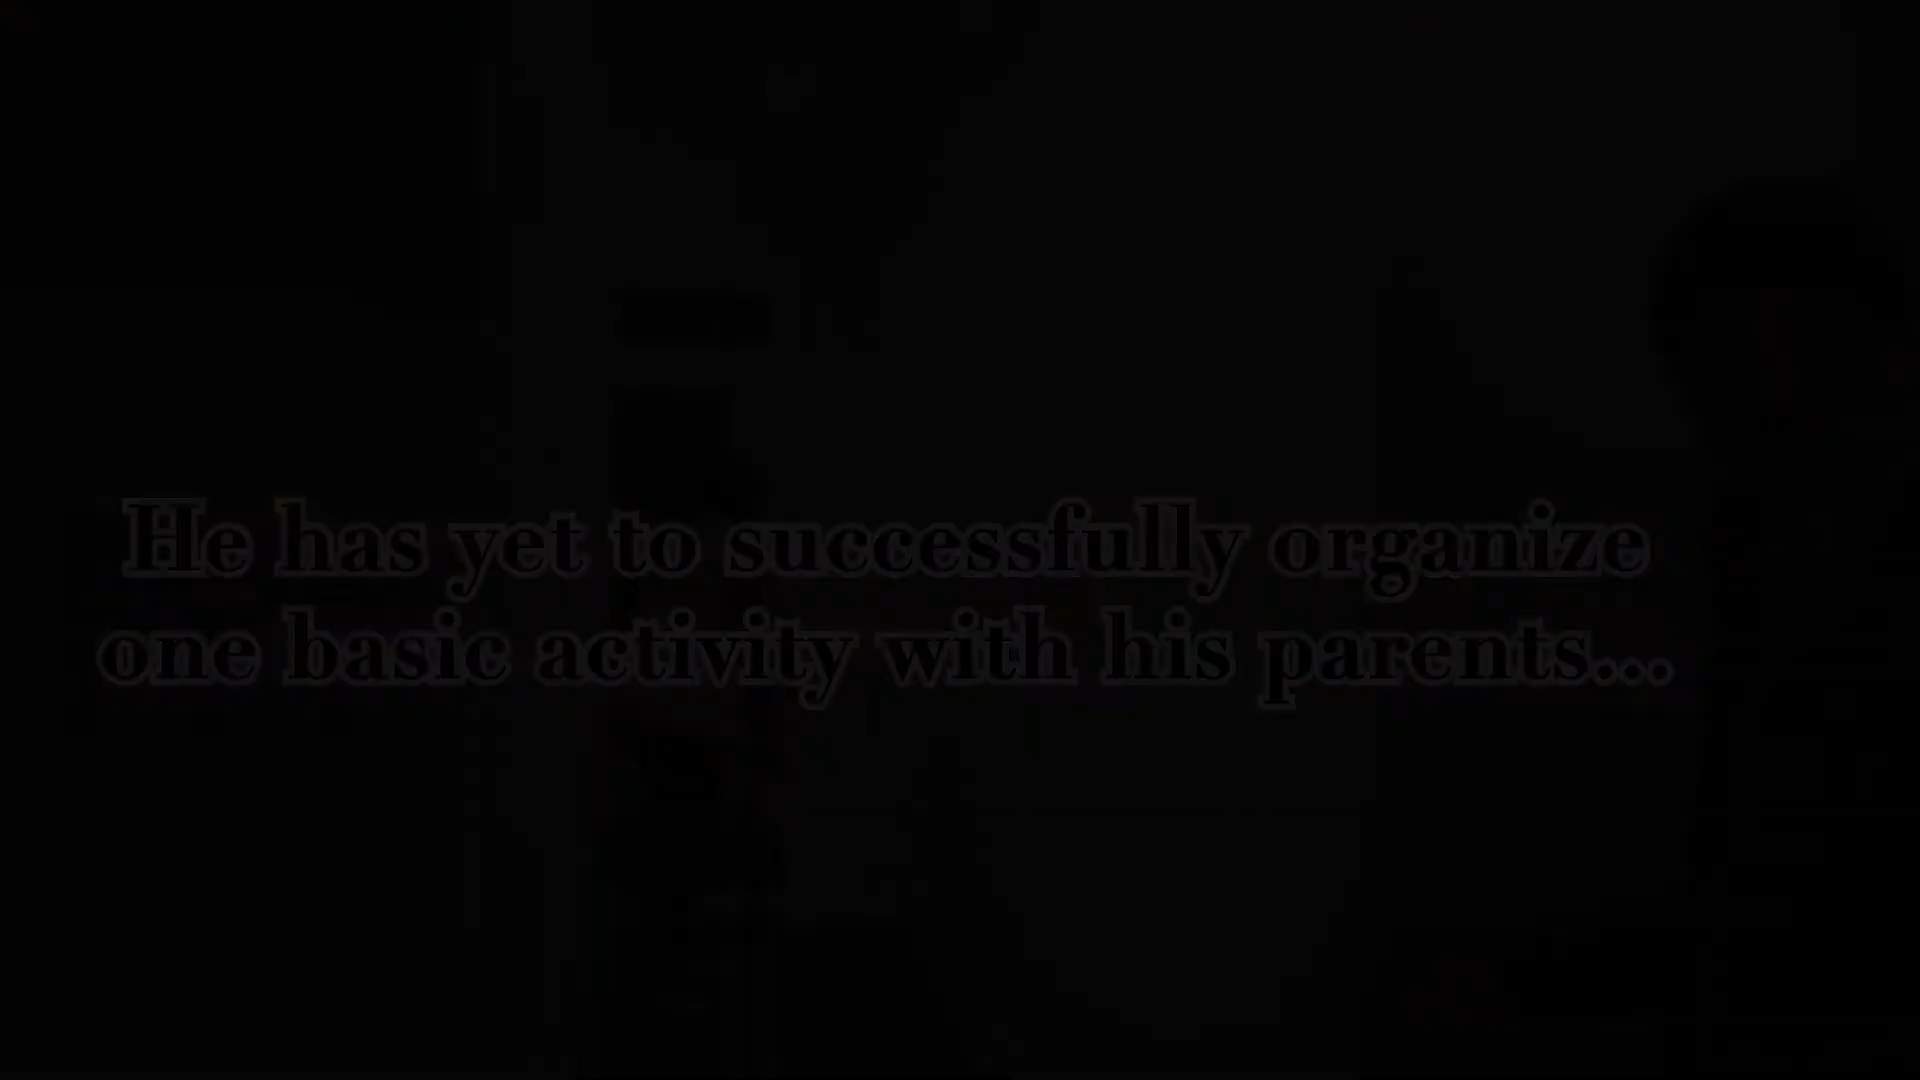 He has yet to successfully organize
one basic activity with his parents...